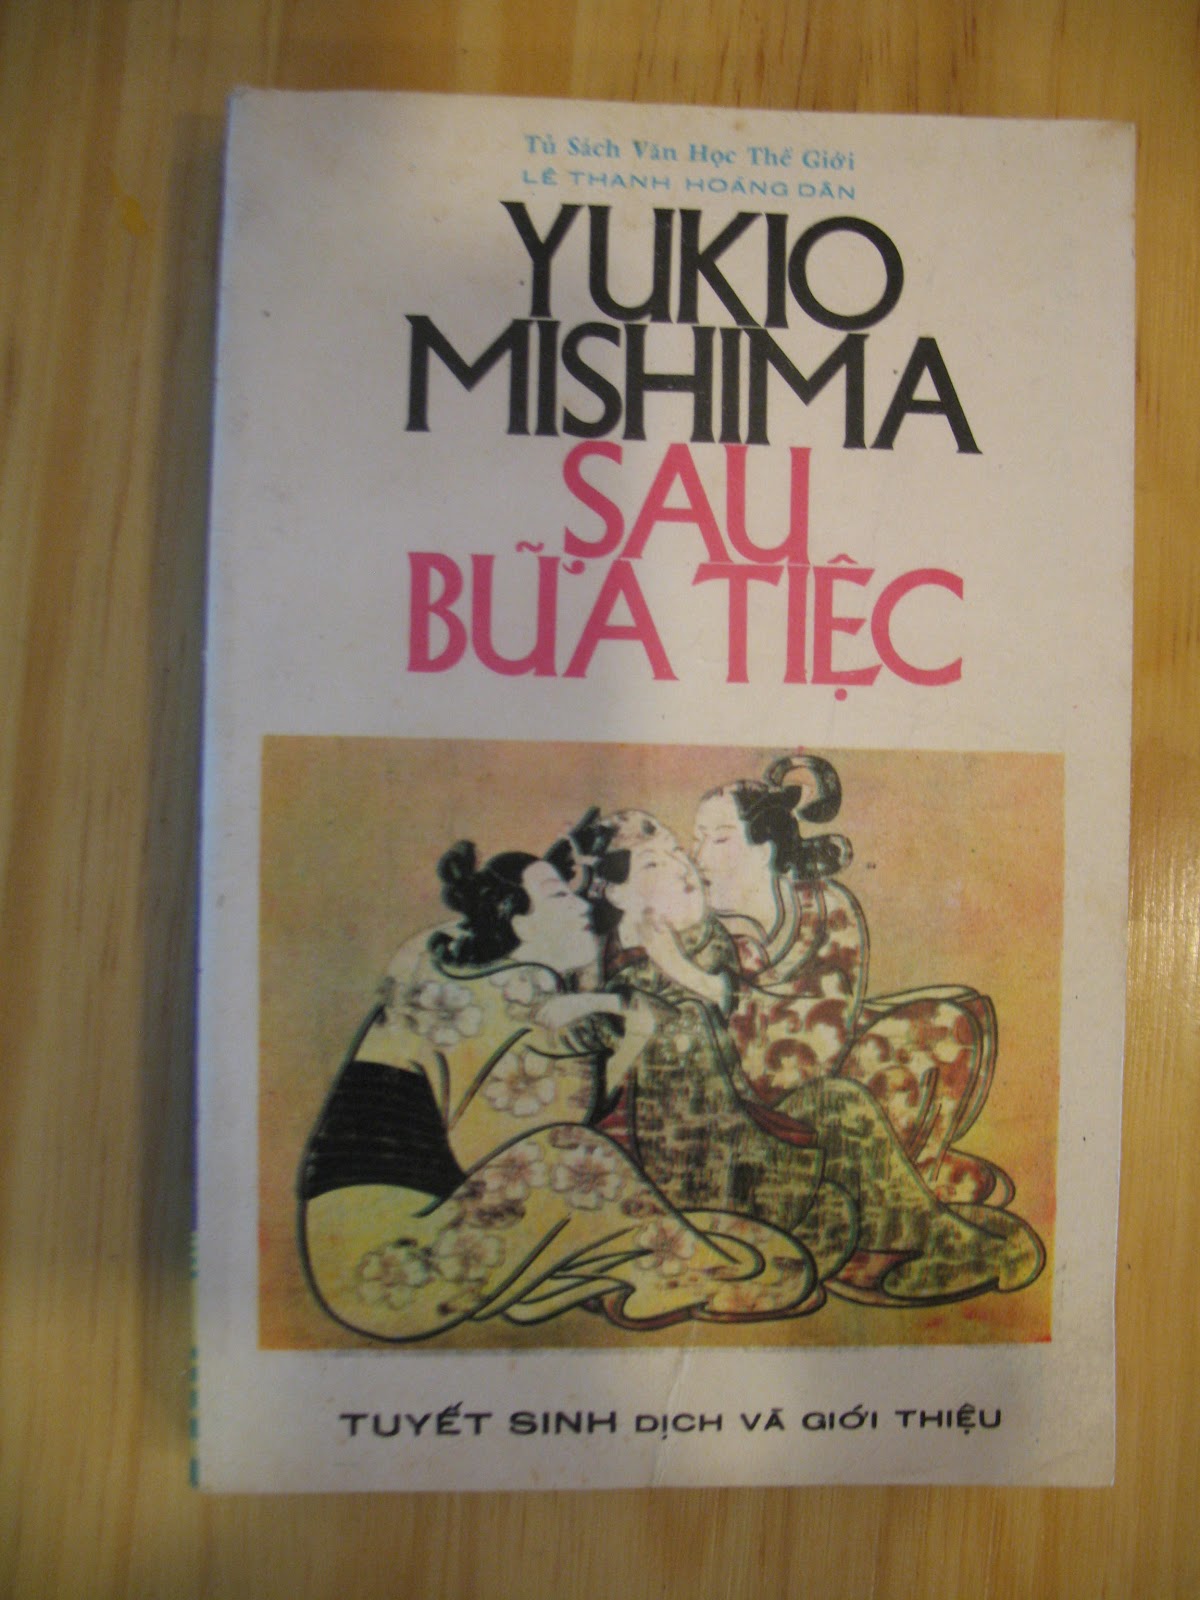 Tủ Sách Văn Học Thế Giới
LÊ THANH HOÀNG DÂN
YUKIO
MISHIMA
SAU
BỮA TIỆC
TUYẾT SINH DỊCH VÀ GIỚI THIỆU